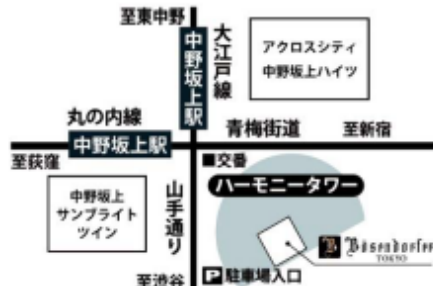 至東中野
中野坂上駅
大江戸線
アクロスシティ
中野坂上ハイツ
丸の内線
中野坂上駅
青梅街道
至新宿
至荻窪
■交番
ハーモニータワー
中野坂上
サンブライト
ツイン
山手通り
B Bösendorfer
TOKYO
至渋谷
P 駐車場入口